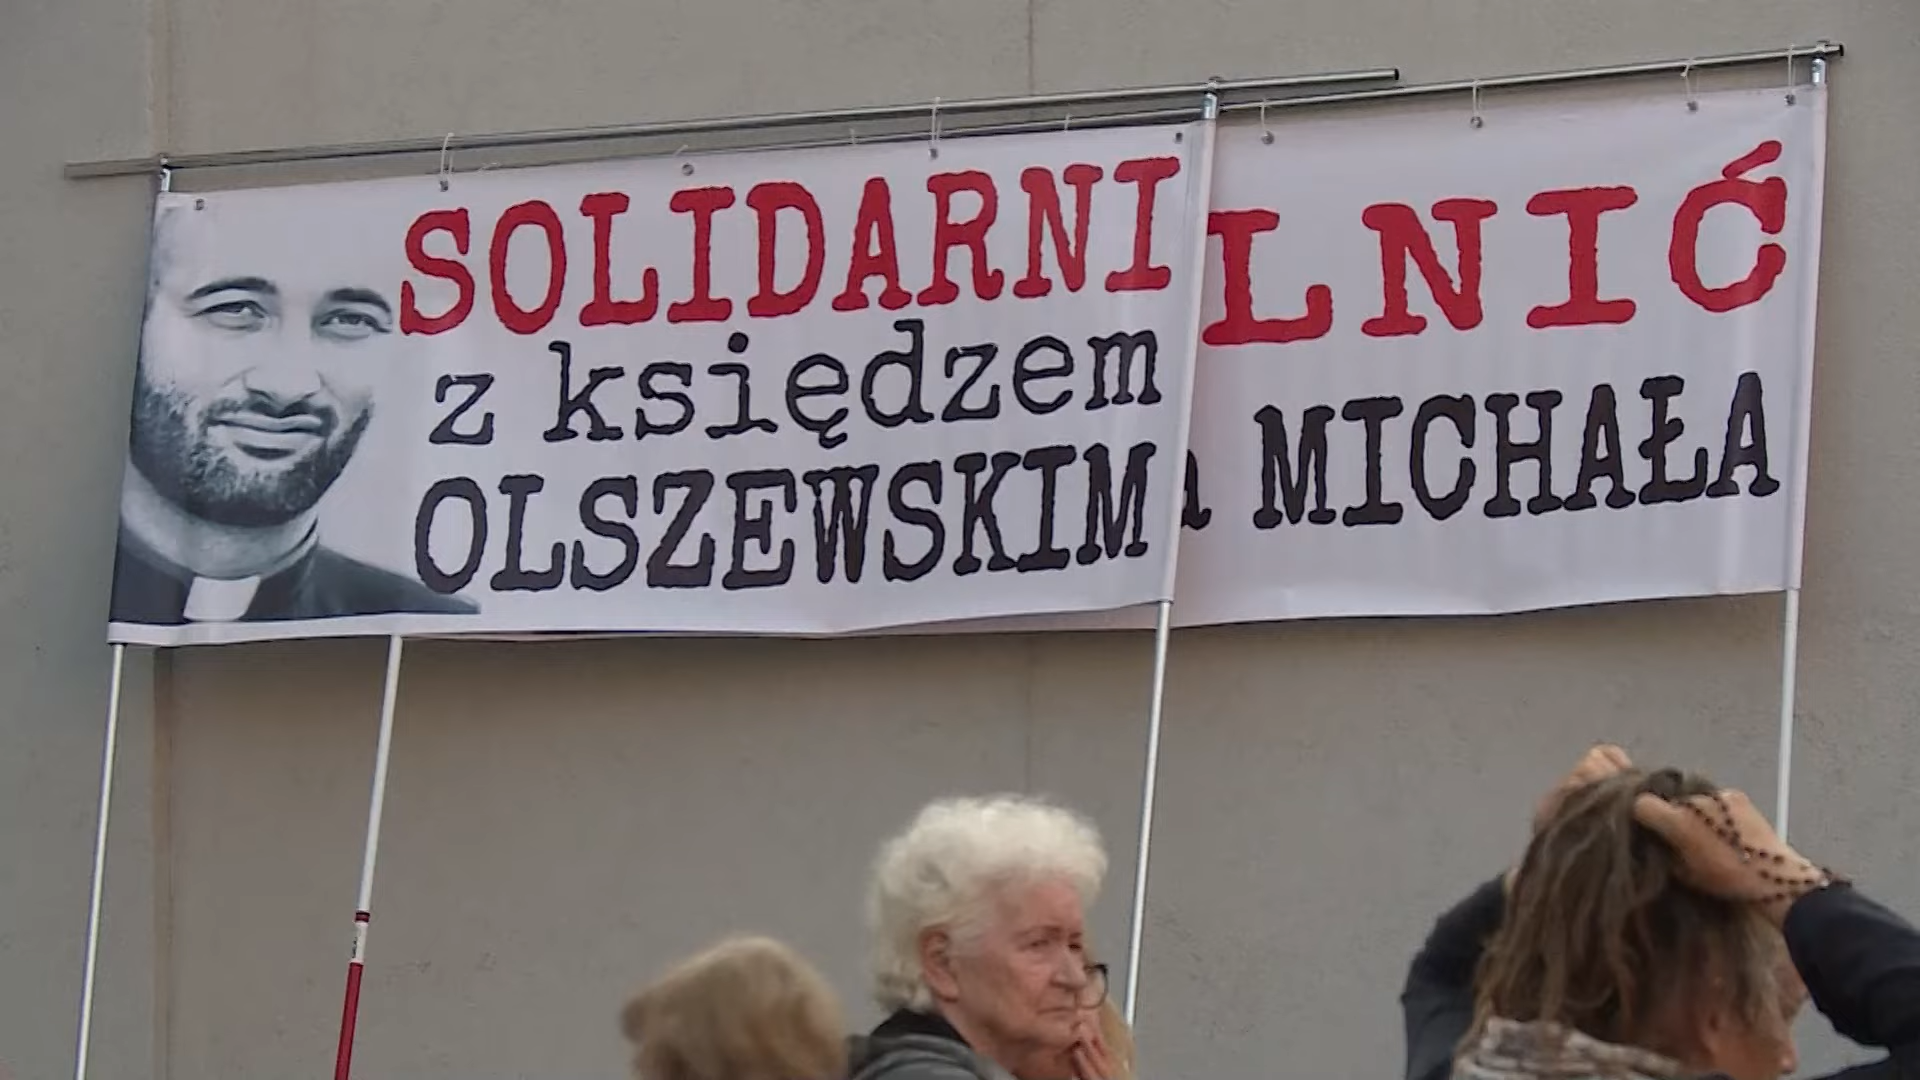 SOLIDARNI
z księdzem
OLSZEWSKIM
LNIĆ
a MICHAŁA